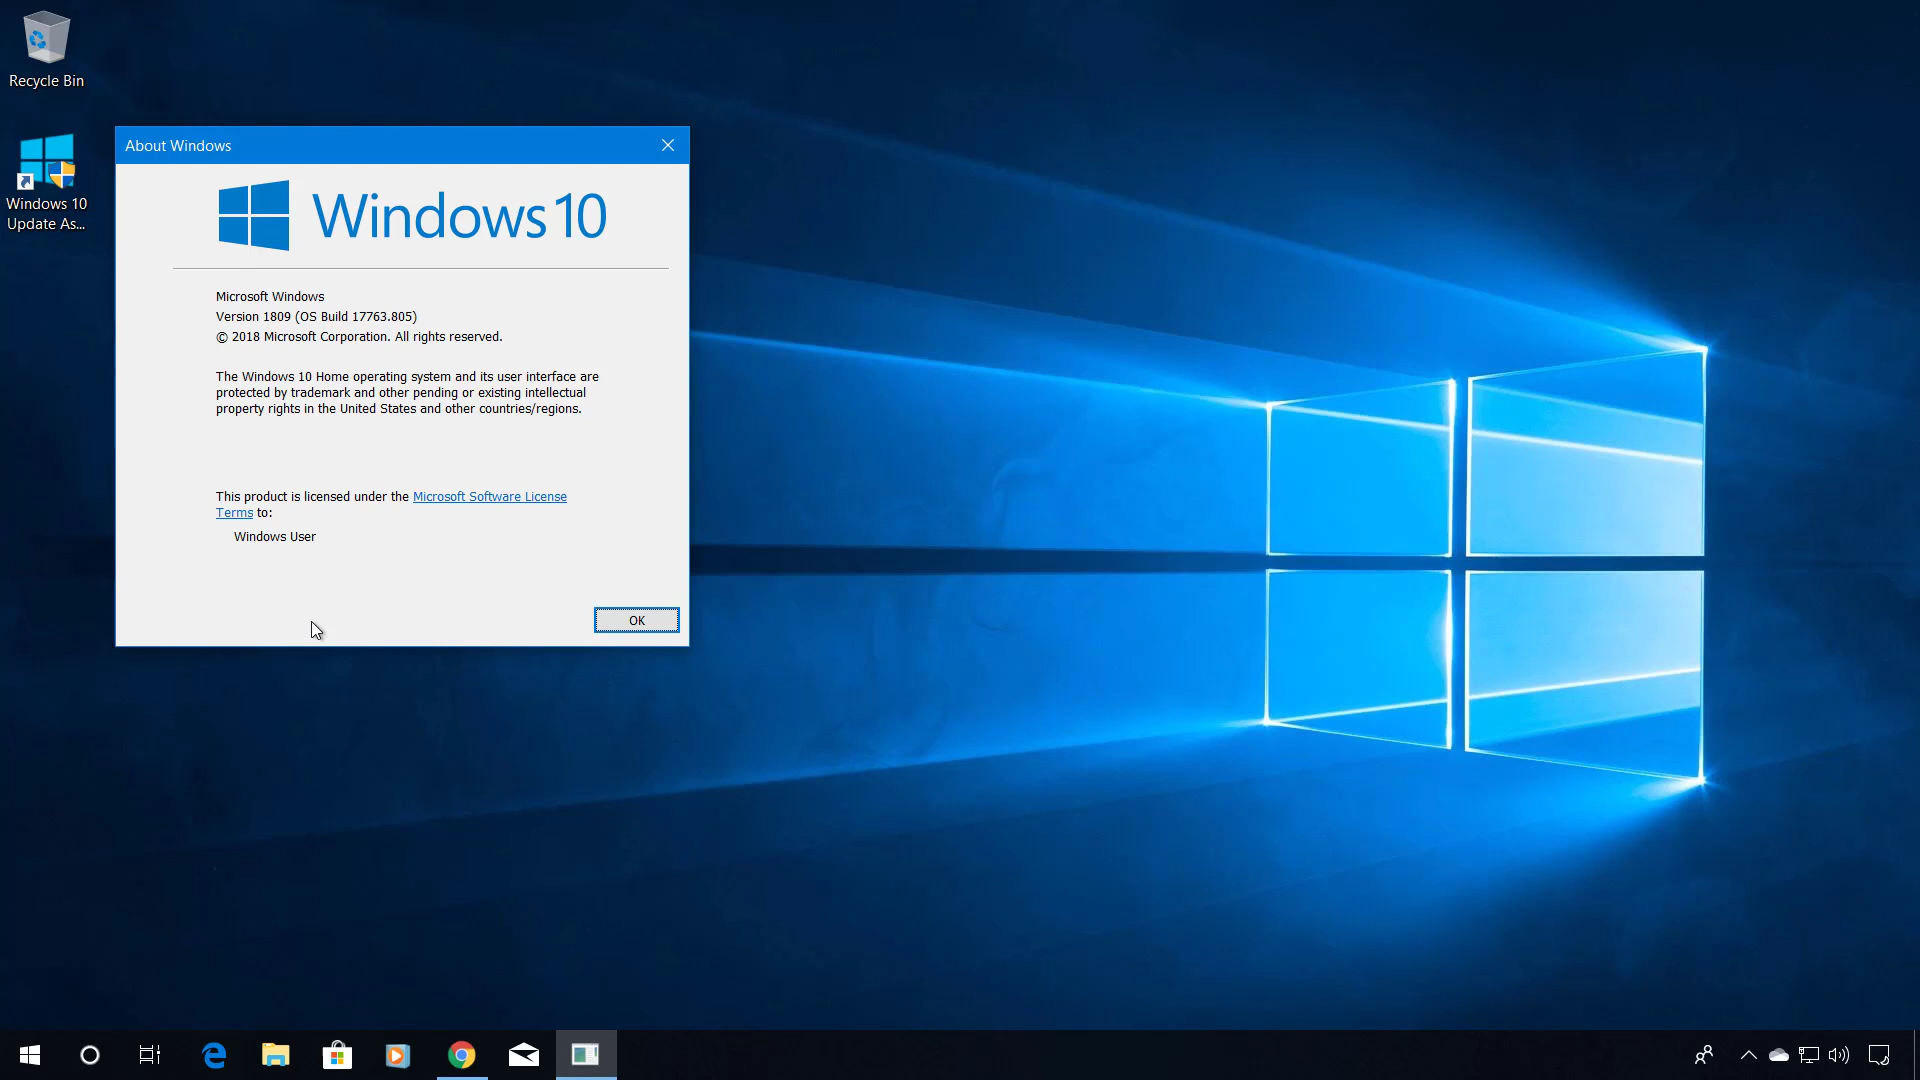 Recycle Bin
Windows 10
Update As...
About Windows
Windows 10
Microsoft Windows
Version 1809 (OS Build 17763.805)
© 2018 Microsoft Corporation. All rights reserved.
The Windows 10 Home operating system and its user interface are
protected by trademark and other pending or existing intellectual
property rights in the United States and other countries/regions.
This product is licensed under the Microsoft Software License
Terms to:
Windows User
OK